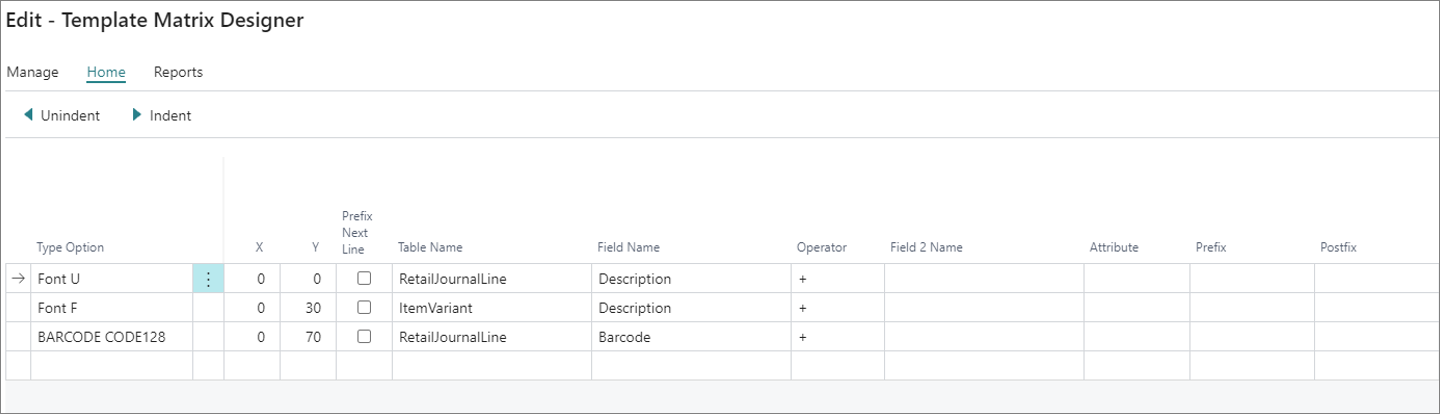 Edit - Template Matrix Designer
Manage Home Reports
Unindent Indent
Type Option X Y Prefix Next Line Table Name Field Name Operator Field 2 Name Attribute Prefix Postfix
Font U 0 0 RetailJournalLine Description +
Font F 0 30 ItemVariant Description +
BARCODE CODE128 0 70 RetailJournalLine Barcode +